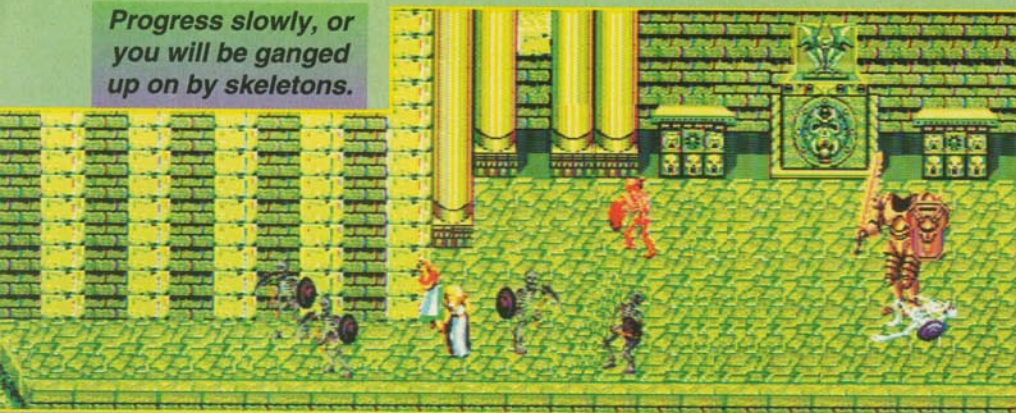 Progress slowly, or
you will be ganged
up on by skeletons.